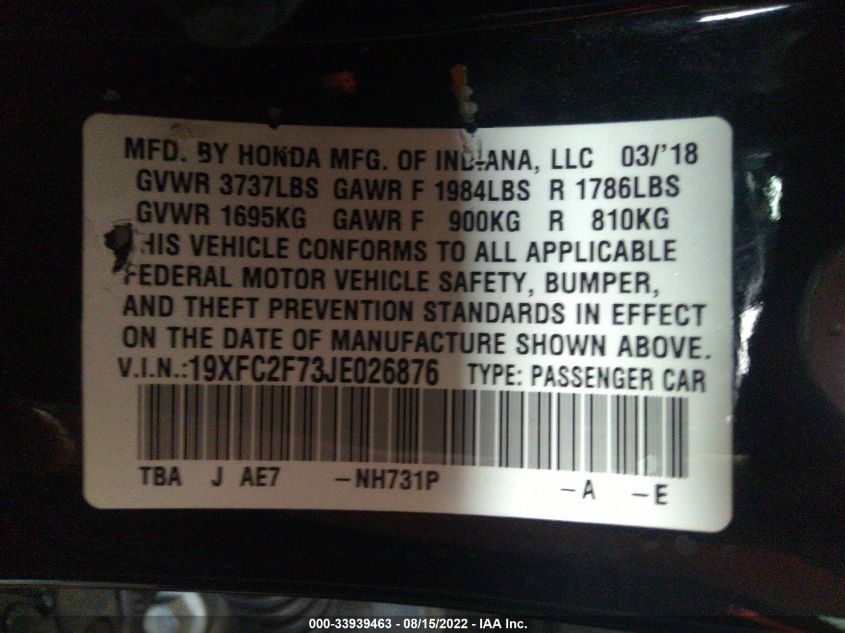 MFD. BY HONDA MFG. OF INDIANA, LLC 03/'18
GVWR 3737LBS GAWR F 1984LBS R 1786LBS
GVWR 1695KG GAWR F 900KG R 810KG
THIS VEHICLE CONFORMS TO ALL APPLICABLE
FEDERAL MOTOR VEHICLE SAFETY, BUMPER,
AND THEFT PREVENTION STANDARDS IN EFFECT
ON THE DATE OF MANUFACTURE SHOWN ABOVE.
V.I.N.:19XFC2F73JE026876 TYPE: PASSENGER CAR
TBA J AE7 -NH731P -A -E
000-33939463 - 08/15/2022 - IAA Inc.